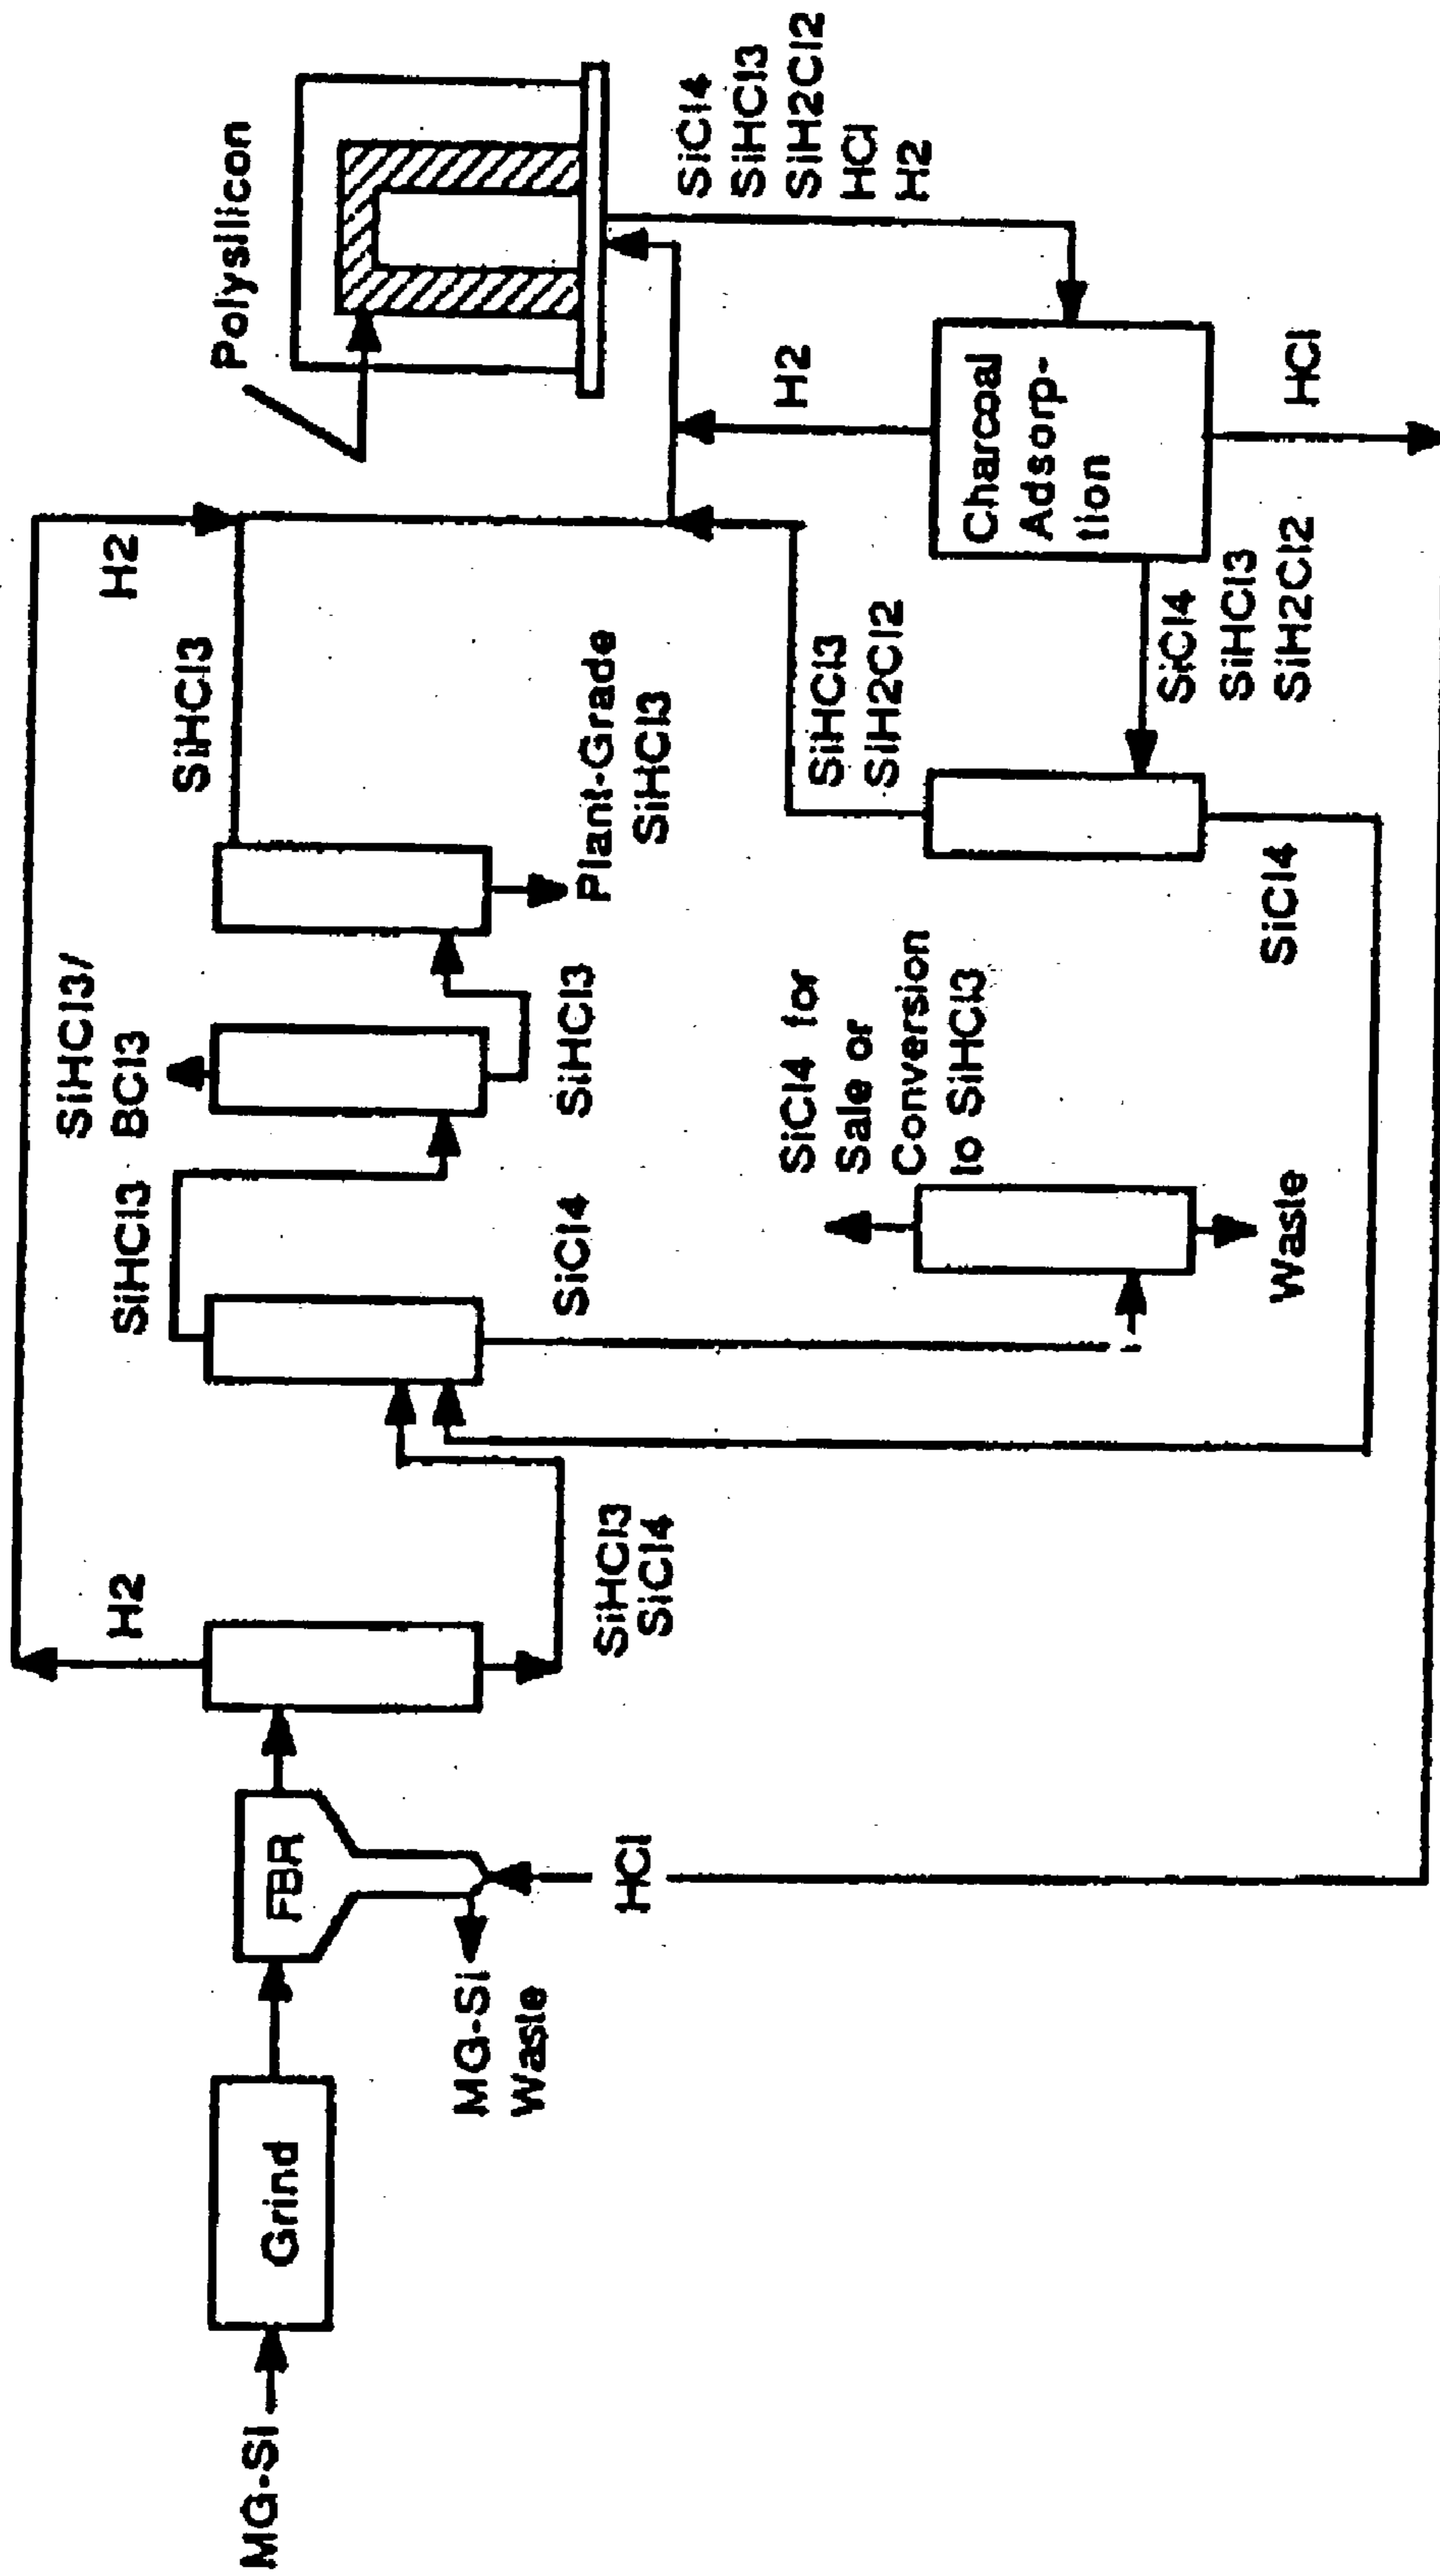 MG-Si
Grind
FBR
MG-Si
Waste
HCl
H2
SiHCl3
SiCl4
SiHCl3
SiCl4
SiHCl3/
BCl3
SiHCl3
SiHCl3
Plant-Grade
SiHCl3
H2
Polysilicon
SiCl4
SiHCl3
SiH2Cl2
HCl
H2
H2
Charcoal
Adsorp-
tion
HCl
SiCl4
SiHCl3
SiH2Cl2
SiHCl3
SiH2Cl2
SiCl4
SiCl4 for
Sale or
Conversion
to SiHCl3
Waste